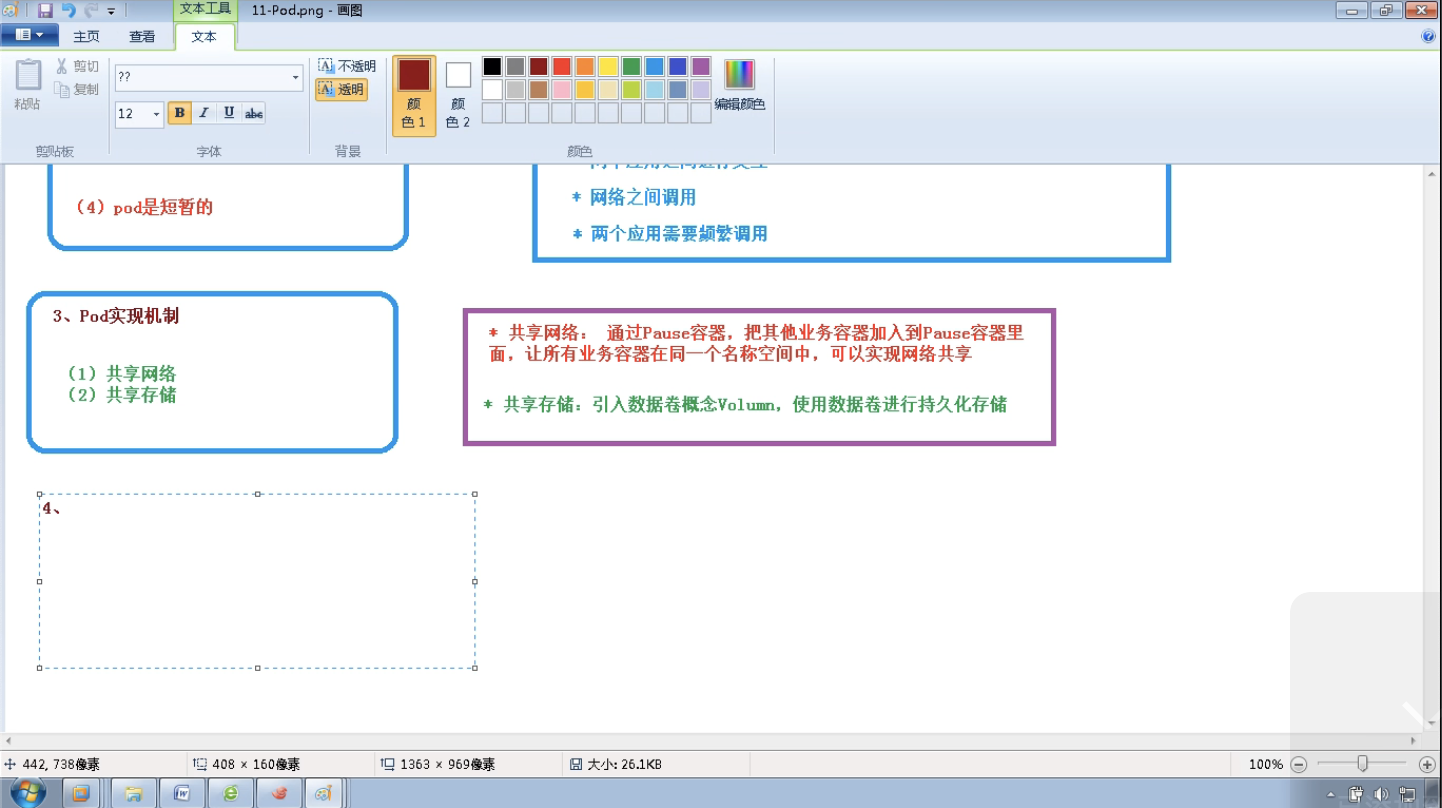 文本工具
11-Pod.png - 画图
主页 查看 文本
粘贴
剪切
复制
剪贴板
??
12 B I U abc
字体
不透明
透明
背景
颜色 1
颜色 2
编辑颜色
颜色
(4) pod是短暂的
* 网络之间调用
* 两个应用需要频繁调用
3、Pod实现机制
(1) 共享网络
(2) 共享存储
* 共享网络: 通过Pause容器,把其他业务容器加入到Pause容器里
面,让所有业务容器在同一个名称空间中,可以实现网络共享
* 共享存储:引入数据卷概念Volumn,使用数据卷进行持久化存储
4、
442, 738像素 408 × 160像素 1363 × 969像素 大小: 26.1KB 100%